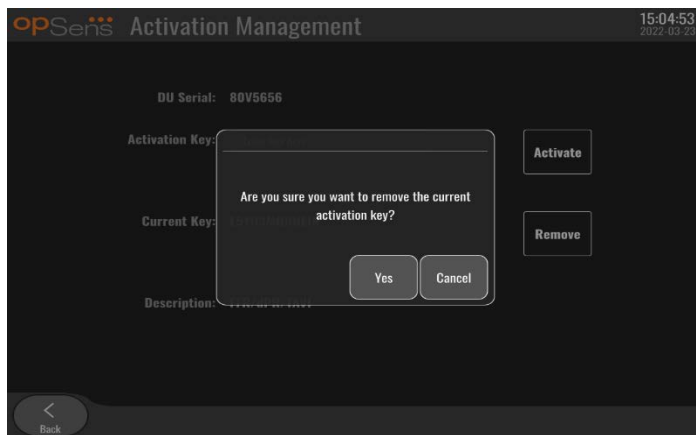 opSens Activation Management
15:04:53
2022-03-23
DU Serial: 80V5656
Activation Key:
Activate
Are you sure you want to remove the current
activation key?
Current Key:
Remove
Yes
Cancel
Description:
Back